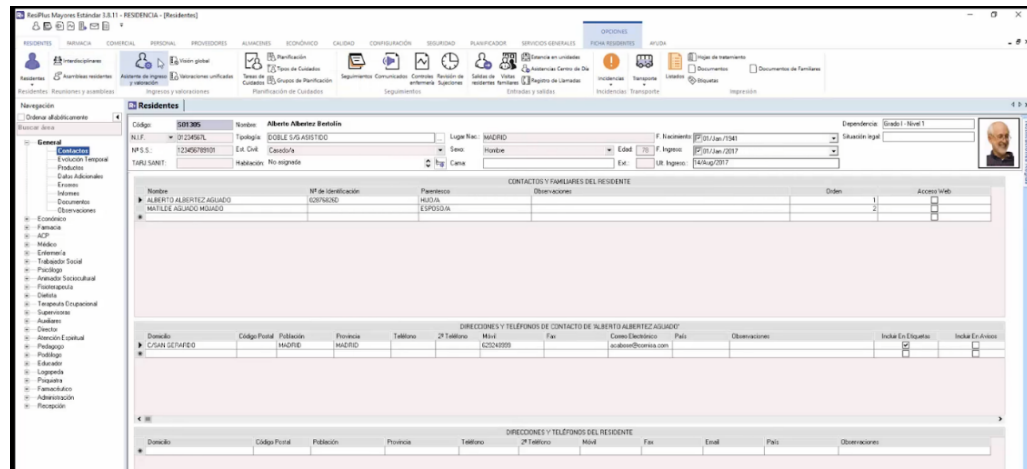 ResiPlus Mayores Estándar 3.8.11 - RESIDENCIA - [Residentes]
OPCIONES
RESIDENTES FARMACIA COMERCIAL PERSONAL PROVEEDORES ALMACENES ECONÓMICO CALIDAD CONFIGURACIÓN SEGURIDAD PLANIFICADOR SERVICIOS GENERALES FICHA RESIDENTES AYUDA
Residentes
Interdisciplinares
Asambleas residentes
Asistente de ingreso y valoración
Visión global
Valoraciones unificadas
Tareas de Cuidados
Planificación
Tipos de Cuidados
Grupos de Planificación
Seguimientos Comunicados Controles enfermería Revisión de Sujeciones
Salidas de residentes Visitas familiares
Estancia en unidades
Asistencias Centro de Día
Registro de Llamadas
Incidencias Transporte Listados
Hojas de tratamiento
Documentos
Etiquetas
Documentos de Familiares
Residentes Reuniones y asambleas Ingresos y valoraciones Planificación de Cuidados Seguimientos Entradas y salidas Incidencias Transporte Impresión
Navegación
Ordenar alfabéticamente
Buscar área
General
Contactos
Evolución Temporal
Productos
Datos Adicionales
Errores
Informes
Documentos
Observaciones
Económico
Farmacia
ACP
Médico
Enfermería
Trabajador Social
Psicólogo
Animador Sociocultural
Fisioterapeuta
Dietista
Terapeuta Ocupacional
Supervisoras
Auxiliares
Director
Atención Espiritual
Pedagogo
Podólogo
Educador
Logopeda
Psiquiatra
Farmacéutico
Administración
Recepción
Residentes
Código: S01305 Nombre: Alberto Albertez Bertolín Dependencia: Grado I - Nivel 1
N.I.F. 01234567L Tipología: DOBLE S/G ASISTIDO Lugar Nac.: MADRID F. Nacimiento: 01/Jan/1941 Situación legal
Nº S.S.: 123456789101 Est. Civil: Casado/a Sexo: Hombre Edad: 76 F. Ingreso: 01/Jan/2017
TARJ.SANIT: Habitación: No asignada Cama: Ext.: Ult. Ingreso: 14/Aug/2017
CONTACTOS Y FAMILIARES DEL RESIDENTE
Nombre Nº de Identificación Parentesco Observaciones Orden Acceso Web
ALBERTO ALBERTEZ AGUADO 02876826D HIJO/A 1
MATILDE AGUADO MOJADO ESPOSO/A 2
DIRECCIONES Y TELÉFONOS DE CONTACTO DE 'ALBERTO ALBERTEZ AGUADO'
Domicilio Código Postal Población Provincia Teléfono 2º Teléfono Móvil Fax Correo Electrónico País Observaciones Incluir En Etiquetas Incluir En Avisos
C/SAN GERARDO MADRID MADRID
DIRECCIONES Y TELÉFONOS DEL RESIDENTE
Domicilio Código Postal Población Provincia Teléfono 2º Teléfono Móvil Fax Email País Observaciones